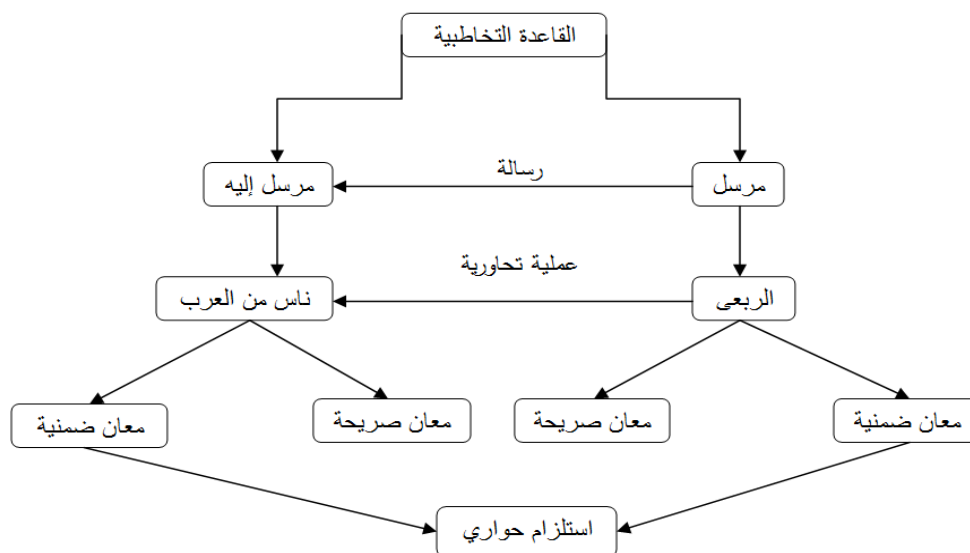 القاعدة التخاطبية
رسالة
مرسل
مرسل إليه
عملية تحاورية
الربعى
ناس من العرب
معان ضمنية
معان صريحة
معان صريحة
معان ضمنية
استلزام حواري